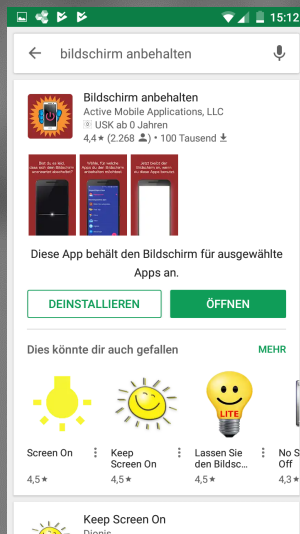 15:12
bildschirm anbehalten
Bildschirm anbehalten
Active Mobile Applications, LLC
USK ab 0 Jahren
4,4★ (2.268 ) • 100 Tausend
Diese App behält den Bildschirm für ausgewählte
Apps an.
DEINSTALLIEREN ÖFFNEN
Dies könnte dir auch gefallen MEHR
LITE
Screen On
4,5★
Keep
Screen On
4,5★
Lassen Sie
den Bildsc...
4,5★
No S
Off
4,3★
Keep Screen On